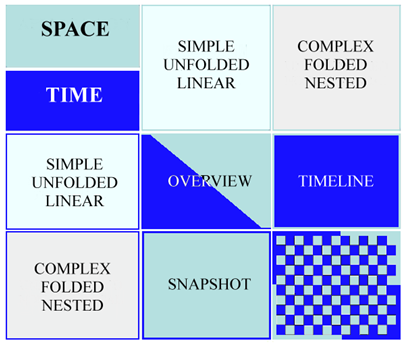 SPACE
TIME
SIMPLE
UNFOLDED
LINEAR
COMPLEX
FOLDED
NESTED
SIMPLE
UNFOLDED
LINEAR
OVERVIEW
TIMELINE
COMPLEX
FOLDED
NESTED
SNAPSHOT